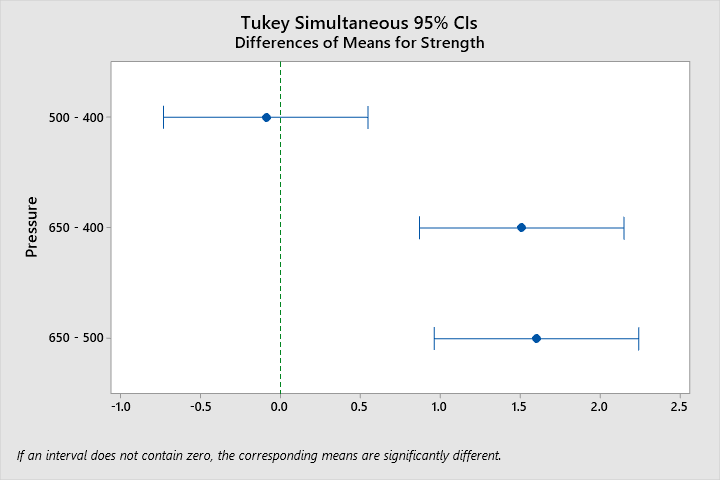 Tukey Simultaneous 95% CIs
Differences of Means for Strength
Pressure
500 - 400
650 - 400
650 - 500
-1.0 -0.5 0.0 0.5 1.0 1.5 2.0 2.5
If an interval does not contain zero, the corresponding means are significantly different.